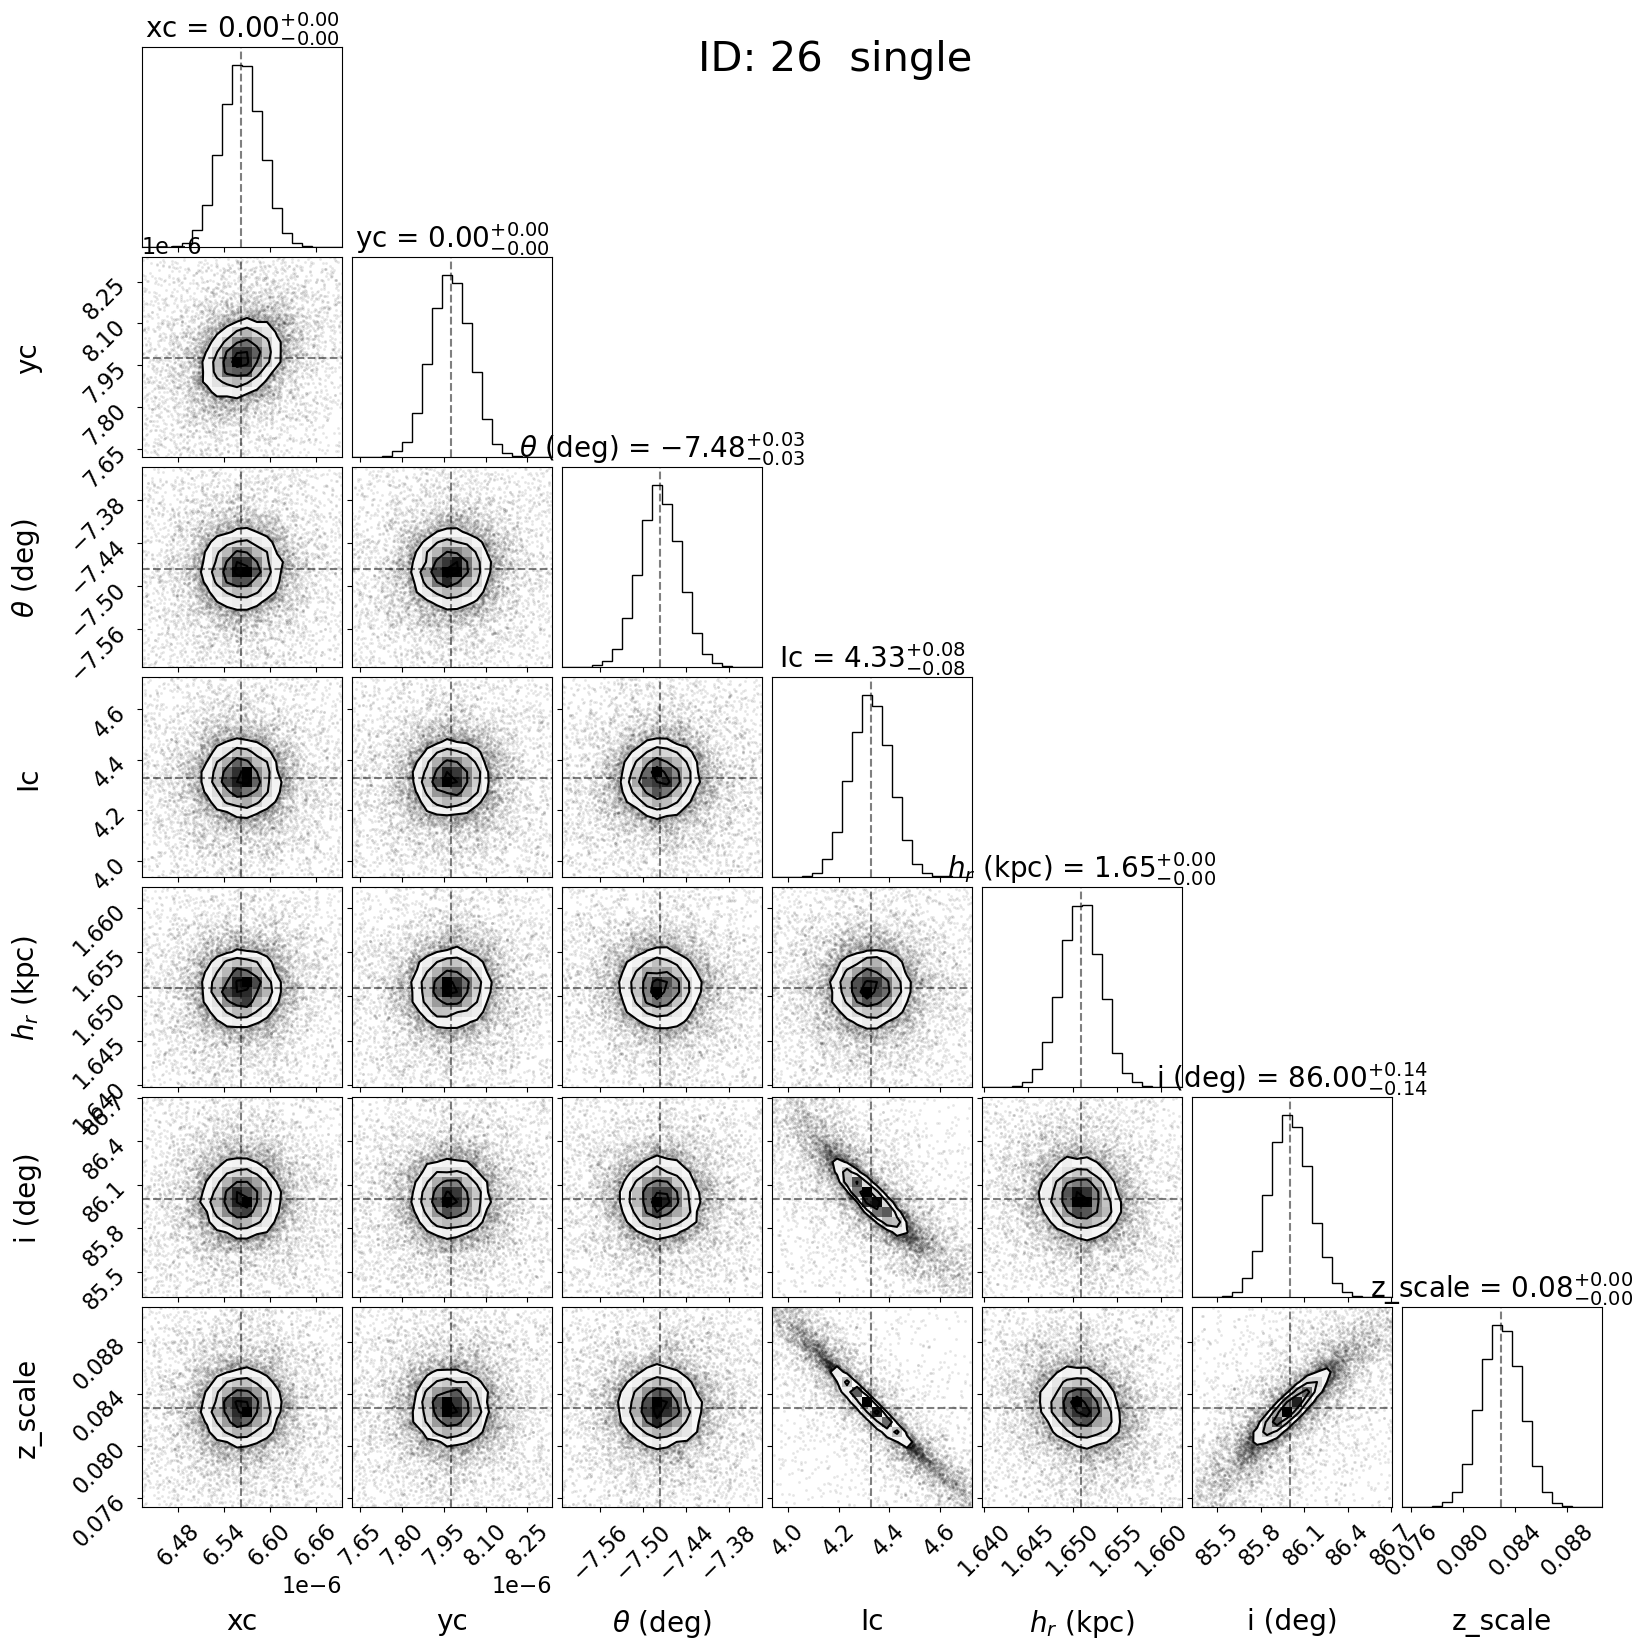 xc = 0.00+0.00 −0.00
ID: 26  single
1e−6
yc = 0.00+0.00 −0.00
yc
8.25
8.10
7.95
7.80
7.65
θ (deg) = −7.48+0.03 −0.03
θ (deg)
−7.38
−7.44
−7.50
−7.56
Ic = 4.33+0.08 −0.08
Ic
4.6
4.4
4.2
4.0
h_r (kpc) = 1.65+0.00 −0.00
h_r (kpc)
1.660
1.655
1.650
1.645
1.640
i (deg) = 86.00+0.14 −0.14
i (deg)
86.7
86.4
86.1
85.8
85.5
z_scale = 0.08+0.00 −0.00
z_scale
0.088
0.084
0.080
0.076
6.48 6.54 6.60 6.66 7.65 7.80 7.95 8.10 8.25 −7.56 −7.50 −7.44 −7.38 4.0 4.2 4.4 4.6 1.640 1.645 1.650 1.655 1.660 85.5 85.8 86.1 86.4 86.7 0.076 0.080 0.084 0.088
1e−6 1e−6
xc yc θ (deg) Ic h_r (kpc) i (deg) z_scale